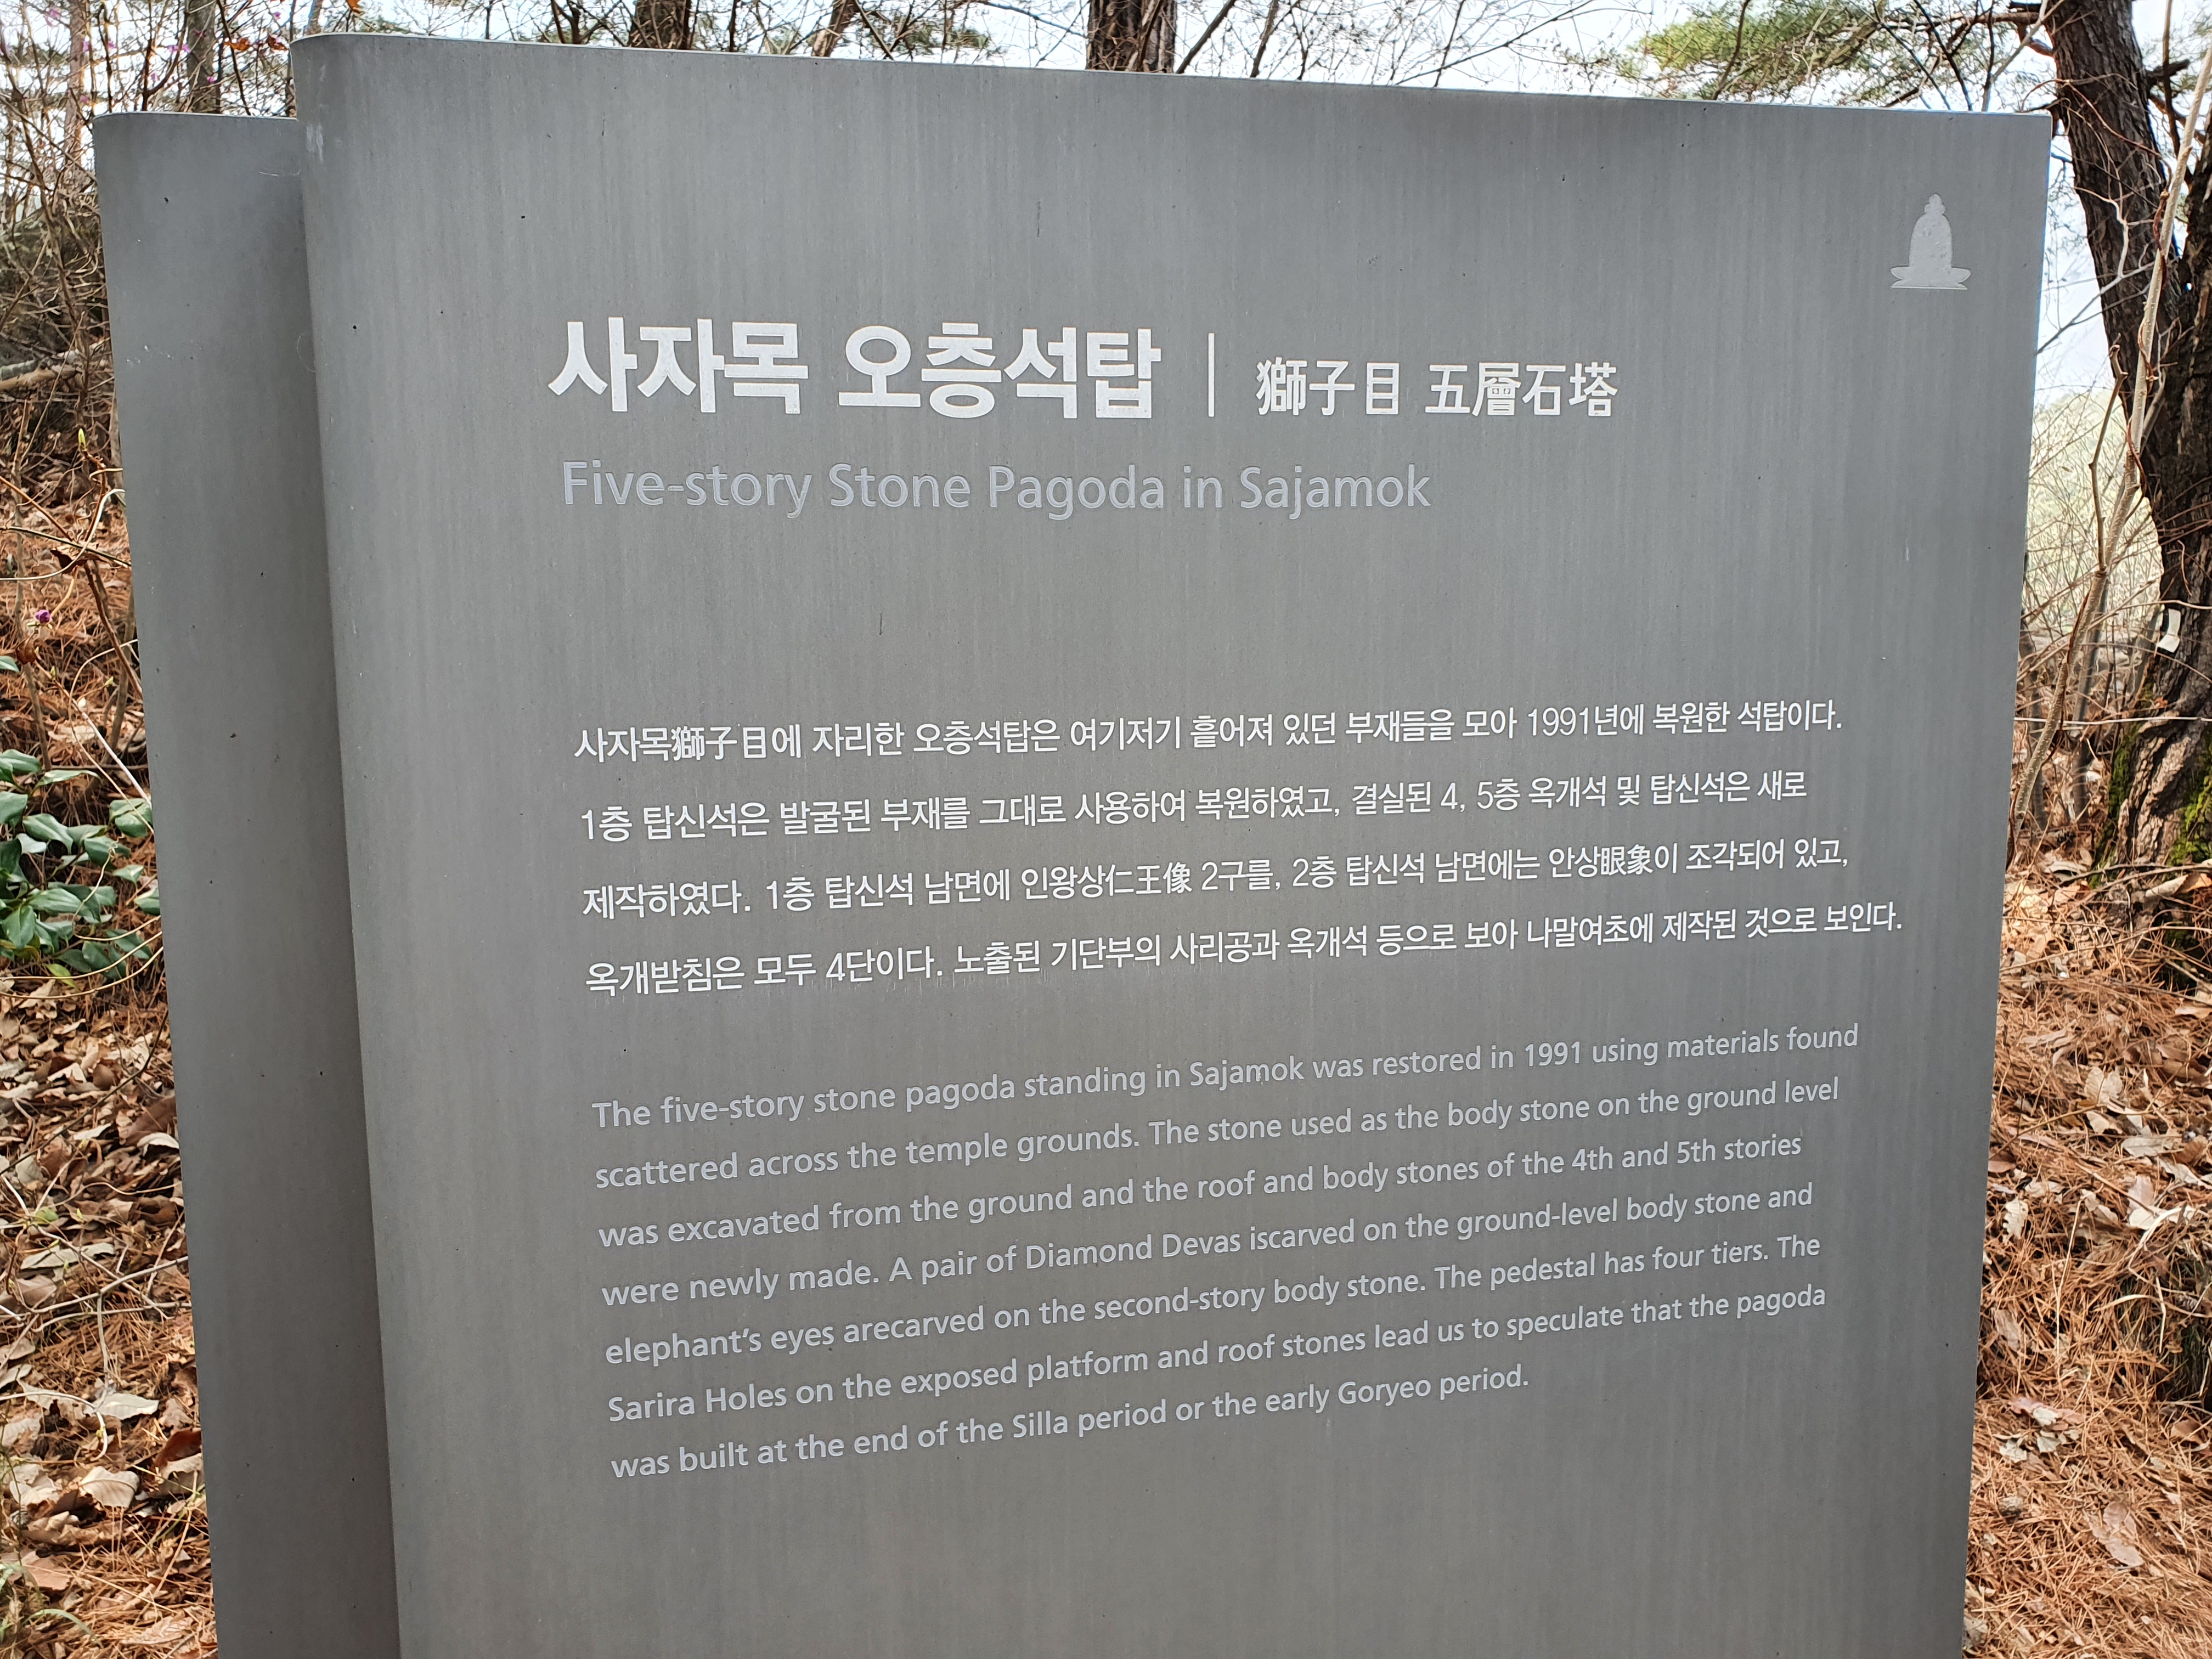 사자목 오층석탑 | 獅子目 五層石塔
Five-story Stone Pagoda in Sajamok
사자목獅子目에 자리한 오층석탑은 여기저기 흩어져 있던 부재들을 모아 1991년에 복원한 석탑이다.
1층 탑신석은 발굴된 부재를 그대로 사용하여 복원하였고, 결실된 4, 5층 옥개석 및 탑신석은 새로
제작하였다. 1층 탑신석 남면에 인왕상仁王像 2구를, 2층 탑신석 남면에는 안상眼象이 조각되어 있고,
옥개받침은 모두 4단이다. 노출된 기단부의 사리공과 옥개석 등으로 보아 나말여초에 제작된 것으로 보인다.
The five-story stone pagoda standing in Sajamok was restored in 1991 using materials found
scattered across the temple grounds. The stone used as the body stone on the ground level
was excavated from the ground and the roof and body stones of the 4th and 5th stories
were newly made. A pair of Diamond Devas iscarved on the ground-level body stone and
elephant's eyes arecarved on the second-story body stone. The pedestal has four tiers. The
Sarira Holes on the exposed platform and roof stones lead us to speculate that the pagoda
was built at the end of the Silla period or the early Goryeo period.